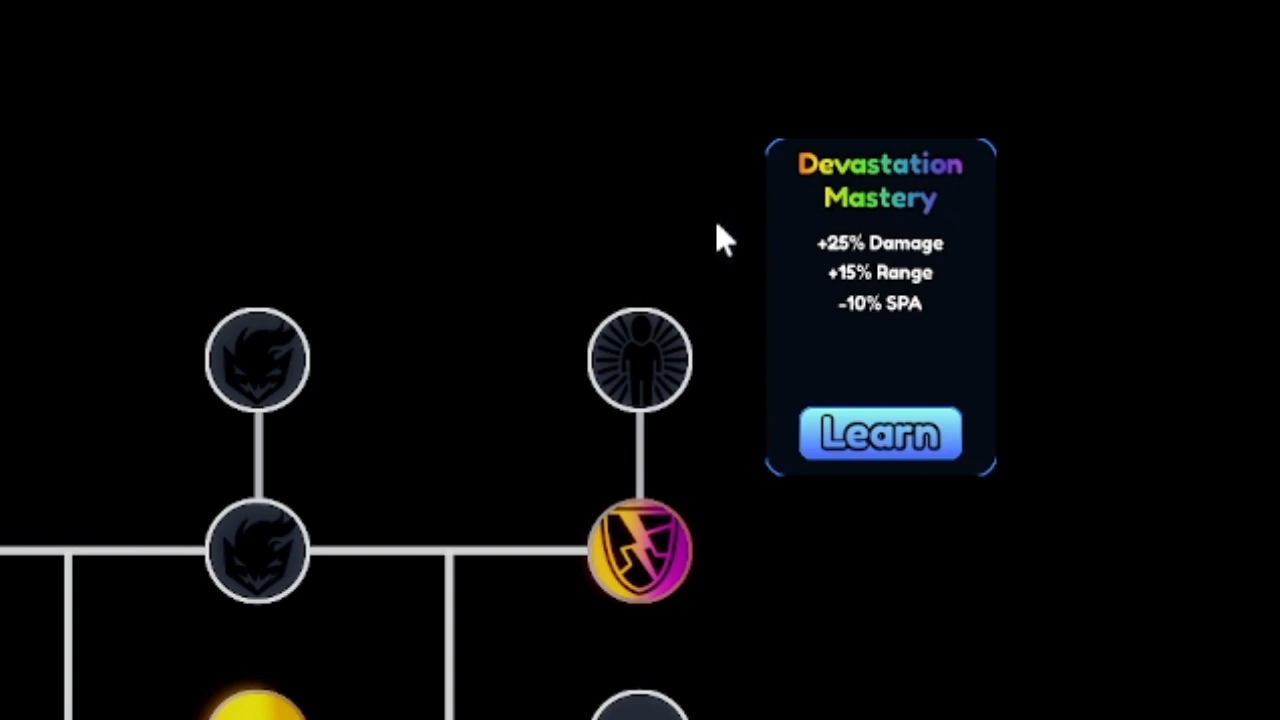 Devastation
Mastery
+25% Damage
+15% Range
-10% SPA
Learn